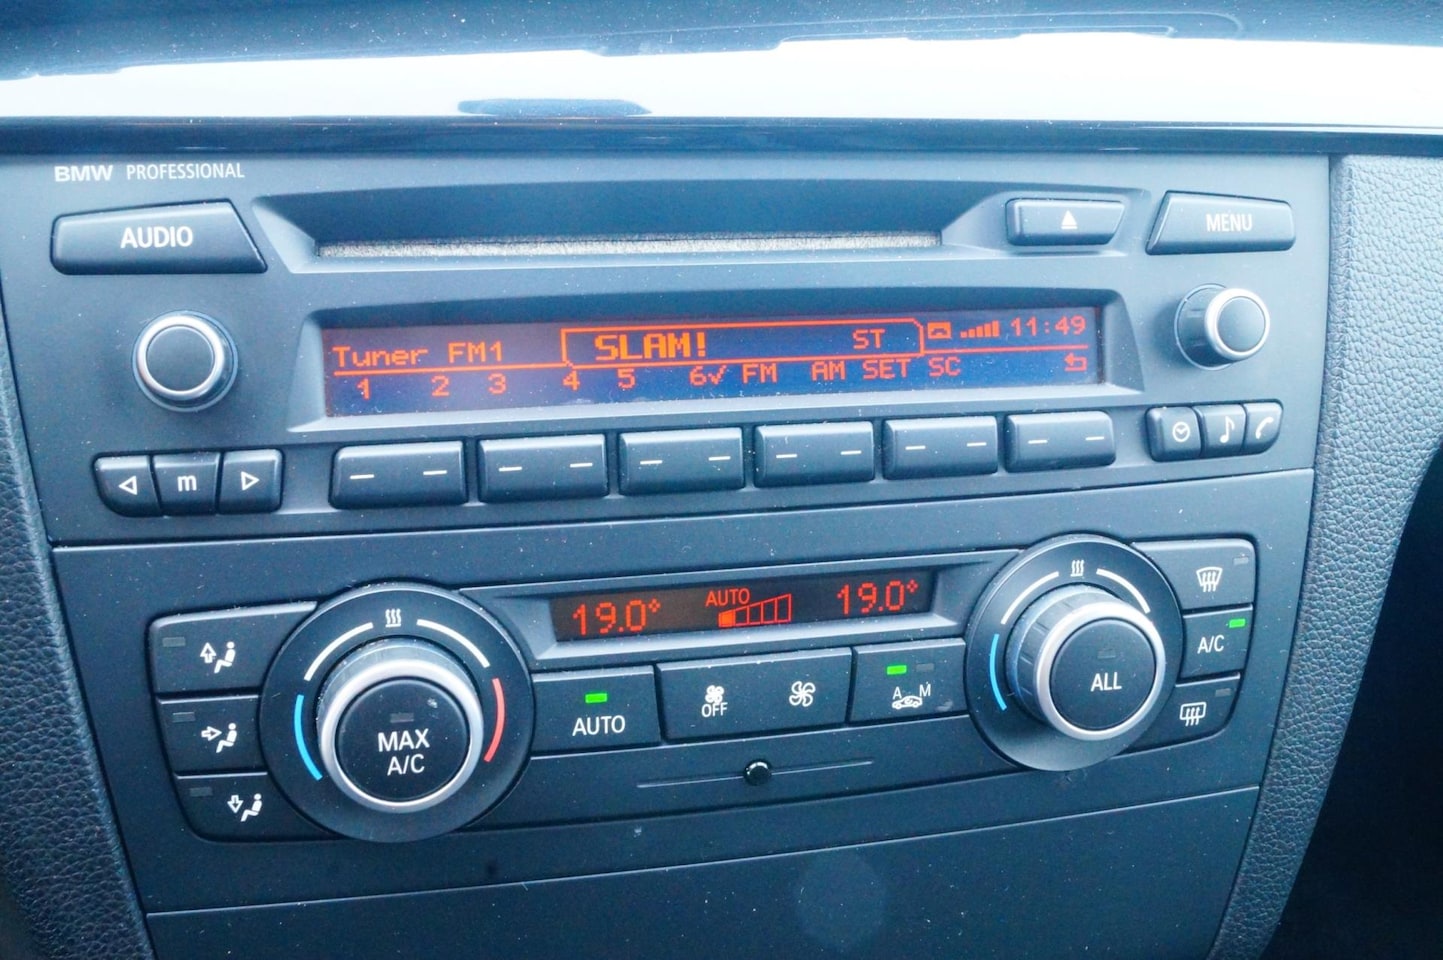 BMW PROFESSIONAL
AUDIO
MENU
Tuner FM1 SLAM! ST 11:49
1 2 3 4 5 6✓ FM AM SET SC
m
19.0° AUTO 19.0°
MAX
A/C
AUTO
OFF
A M
ALL
A/C